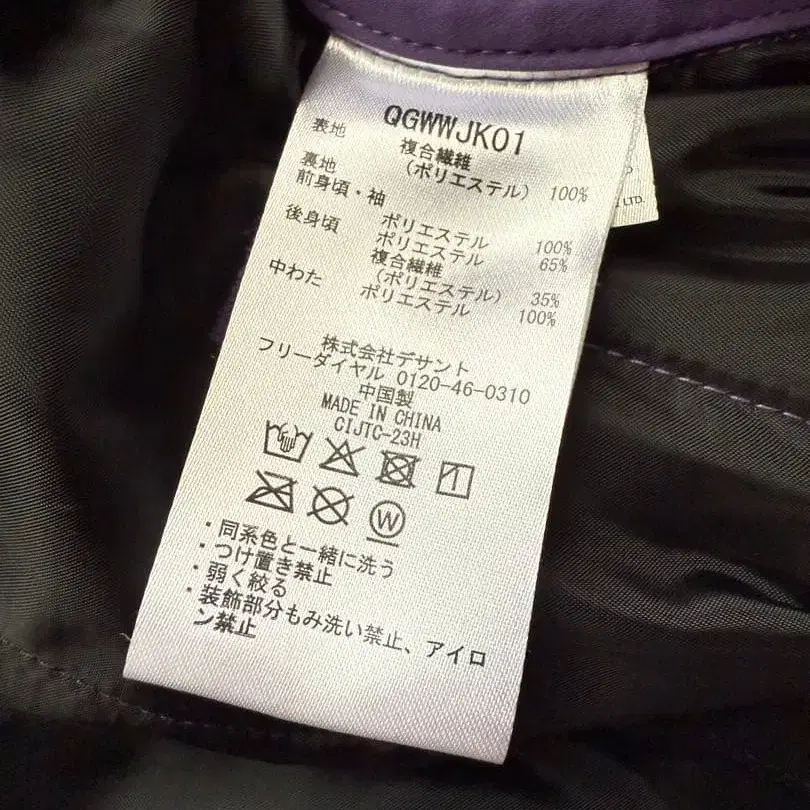 QGWWJK01
表地 複合繊維
(ポリエステル) 100%
裏地
前身頃・袖
ポリエステル 100%
後身頃 ポリエステル 65%
複合繊維
(ポリエステル) 35%
中わた ポリエステル 100%
株式会社デサント
フリーダイヤル 0120-46-0310
中国製
MADE IN CHINA
CIJTC-23H
W
・同系色と一緒に洗う
・つけ置き禁止
・弱く絞る
・装飾部分もみ洗い禁止、アイロ
ン禁止
LTD.